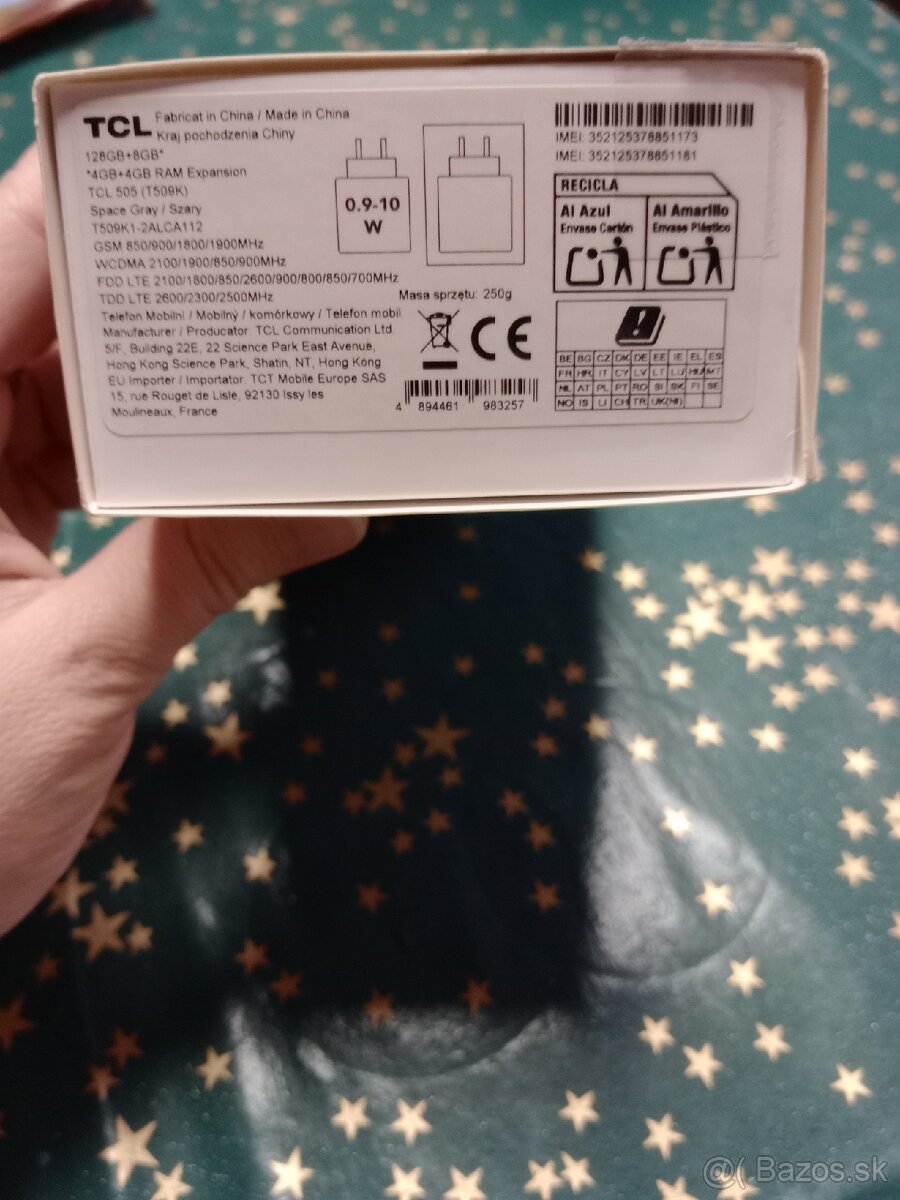 TCL Fabricat in China / Made in China
Kraj pochodzenia Chiny
128GB+8GB*
*4GB+4GB RAM Expansion
TCL 505 (T509K)
Space Gray / Szary
T509K1-2ALCA112
GSM 850/900/1800/1900MHz
WCDMA 2100/1900/850/900MHz
FDD LTE 2100/1800/850/2600/900/800/850/700MHz
TDD LTE 2600/2300/2500MHz
Masa sprzętu: 250g
Telefon Mobilni / Mobilny / komórkowy / Telefon mobil
Manufacturer / Producator: TCL Communication Ltd
5/F, Building 22E, 22 Science Park East Avenue,
Hong Kong Science Park, Shatin, NT, Hong Kong
EU Importer / Importator: TCT Mobile Europe SAS
15, rue Rouget de Lisle, 92130 Issy les
Moulineaux, France
0.9-10
W
CE
4 894461 983257
IMEI: 352125378851173
IMEI: 352125378851181
RECICLA
Al Azul
Envase Cartón
Al Amarillo
Envase Plástico
BE BG CZ DK DE EE IE EL ES
FR HR IT CY LV LT LU HU MT
NL AT PL PT RO SI SK FI SE
NO IS LI CH TR UK(NI)
@( Bazos.sk